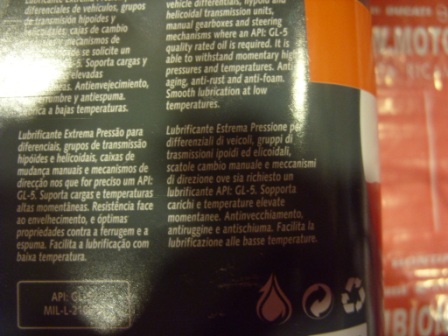 diferenciales de vehículos, grupos
de transmisión hipoides y
helicoidales, cajas de cambio
mecanismos de
se solicite un
Soporta cargas y
elevadas
Antienvejecimiento,
y antiespuma.
a bajas temperaturas.
vehicle differentials, hypoid and
helicoidal transmission units,
manual gearboxes and steering
mechanisms where an API: GL-5
quality rated oil is required. It is
able to withstand momentary high
pressures and temperatures. Anti-
aging, anti-rust and anti-foam.
Smooth lubrication at low
temperatures.
Lubrificante Extrema Pressão para
diferenciais, grupos de transmissão
hipóides e helicoidais, caixas de
mudança manuais e mecanismos de
direcção nos que for preciso um API:
GL-5. Suporta cargas e temperaturas
altas momentâneas. Resistência face
ao envelhecimento, e óptimas
propriedades contra a ferrugem e a
espuma. Facilita a lubrificação com
baixa temperatura.
Lubrificante Estrema Pressione per
differenziali di veicoli, gruppi di
trasmissioni ipoidi ed elicoidali,
scatole cambio manuale e meccanismi
di direzione ove sia richiesto un
lubrificante API: GL-5. Sopporta
carichi e temperature elevate
momentanee. Antinvecchiamento,
antiruggine e antischiuma. Facilita la
lubrificazione alle basse temperature.
API: GL-5
MIL-L-